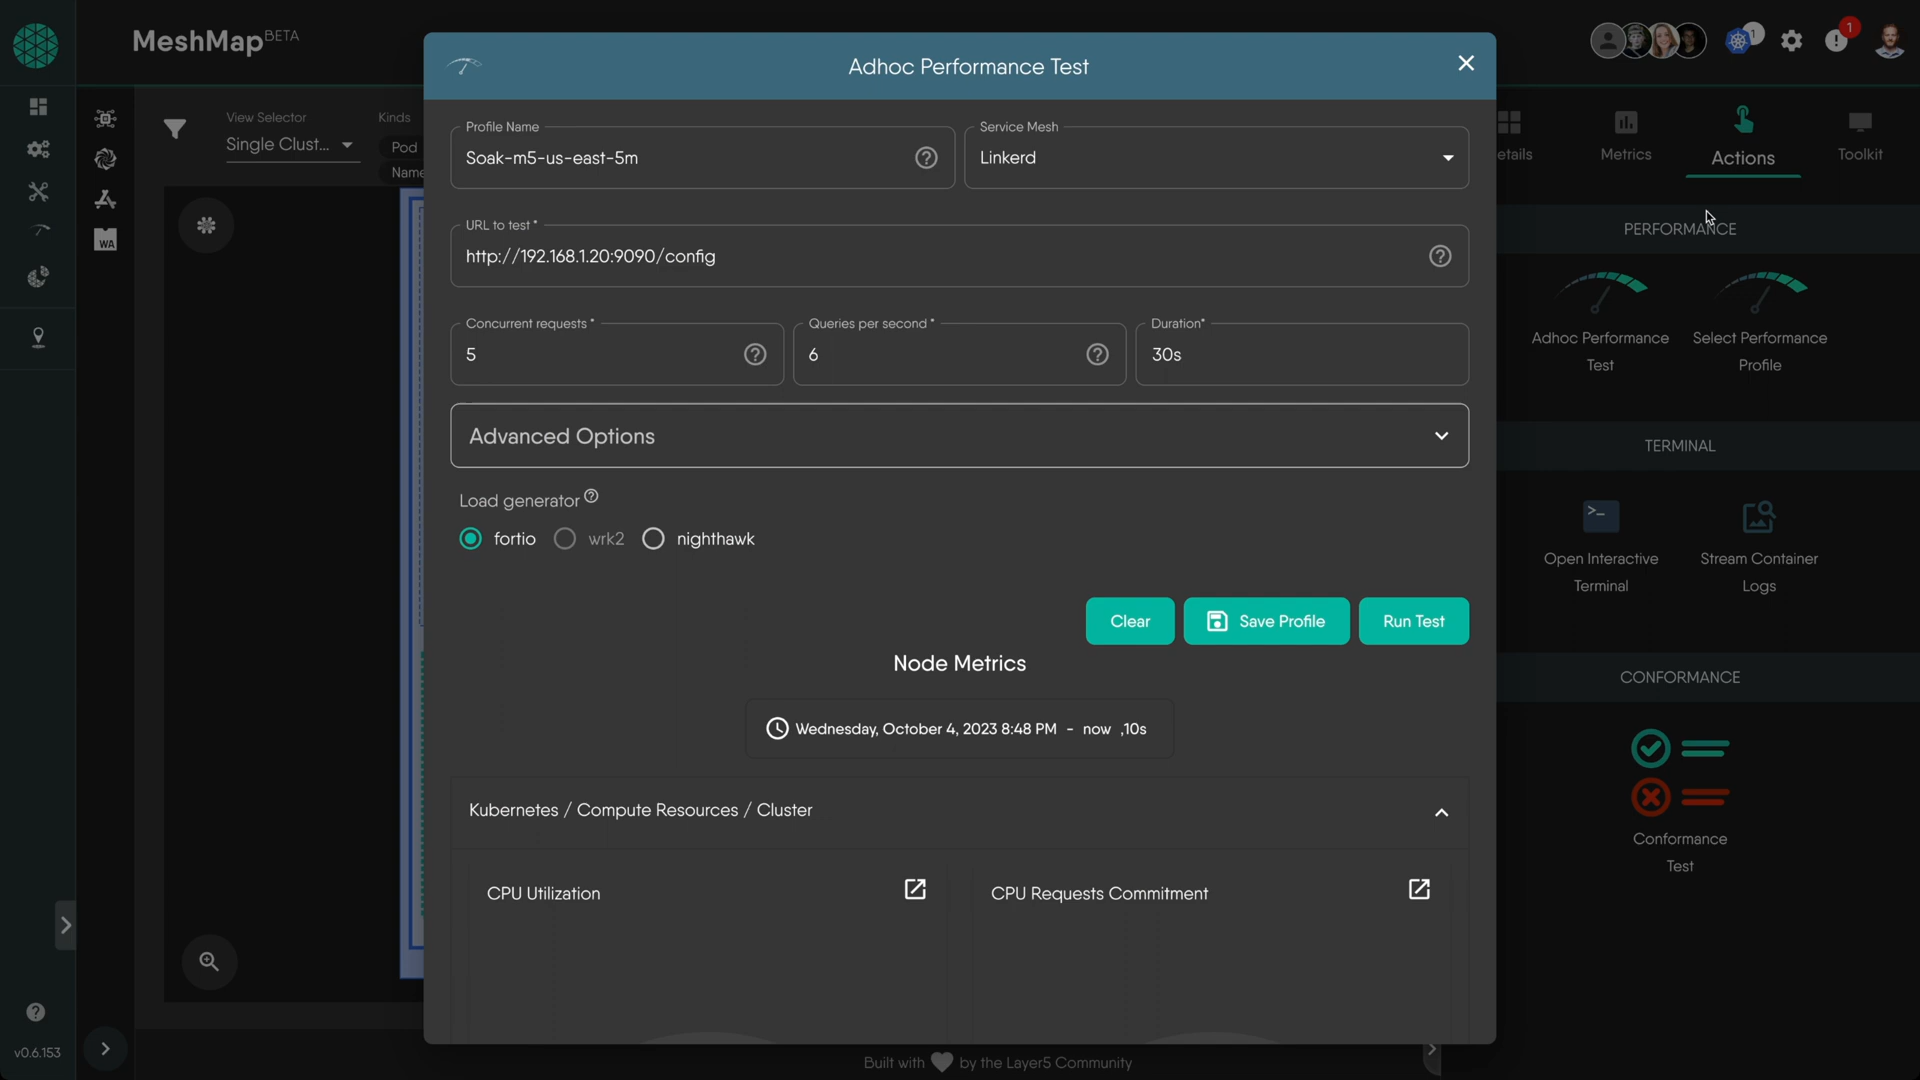 MeshMap BETA
1
1
Adhoc Performance Test
View Selector
Kinds
Single Clust...
Pod
Name
WA
Profile Name
Soak-m5-us-east-5m
Service Mesh
Linkerd
URL to test *
http://192.168.1.20:9090/config
Concurrent requests *
5
Queries per second *
6
Duration*
30s
Advanced Options
Load generator
fortio
wrk2
nighthawk
Clear
Save Profile
Run Test
Node Metrics
Wednesday, October 4, 2023 8:48 PM - now ,10s
Kubernetes / Compute Resources / Cluster
CPU Utilization
CPU Requests Commitment
etails
Metrics
Actions
Toolkit
PERFORMANCE
Adhoc Performance
Test
Select Performance
Profile
TERMINAL
>_
Open Interactive
Terminal
Stream Container
Logs
CONFORMANCE
Conformance
Test
v0.6.153
Built with
by the Layer5 Community